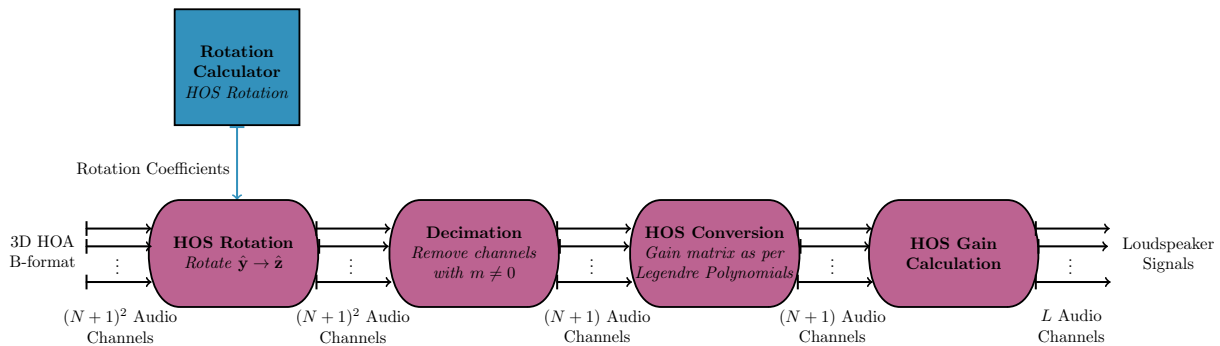 Rotation
Calculator
HOS Rotation
Rotation Coefficients
3D HOA
B-format
⋮
HOS Rotation
Rotate ŷ → ẑ
⋮
Decimation
Remove channels
with m ≠ 0
⋮
HOS Conversion
Gain matrix as per
Legendre Polynomials
⋮
HOS Gain
Calculation
⋮
Loudspeaker
Signals
(N + 1)² Audio
Channels
(N + 1)² Audio
Channels
(N + 1) Audio
Channels
(N + 1) Audio
Channels
L Audio
Channels